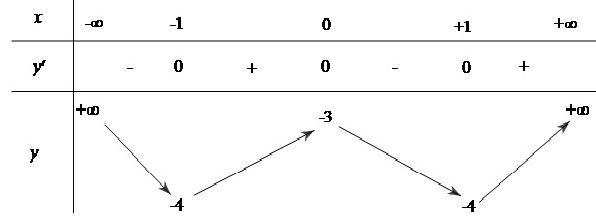 x -∞ -1 0 +1 +∞
y' - 0 + 0 - 0 +
+∞ -3 +∞
y
-4 -4